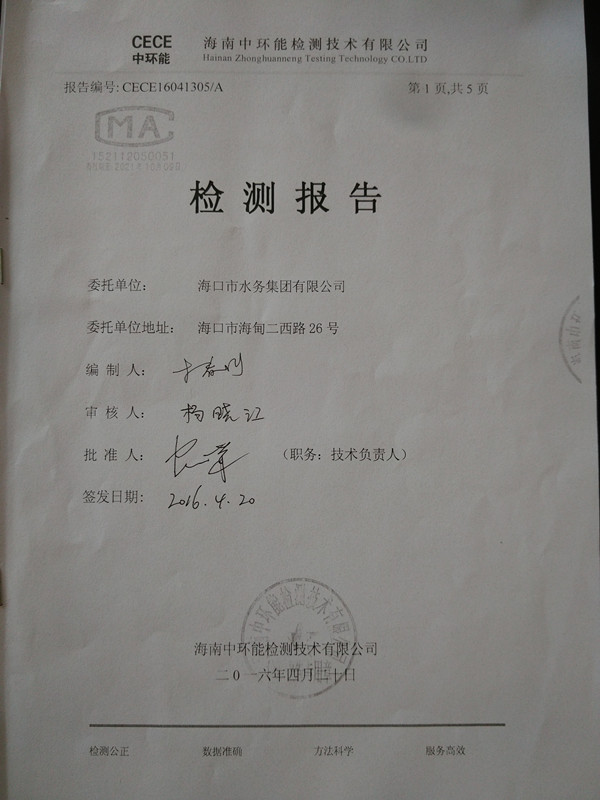 CECE
中环能
海南中环能检测技术有限公司
Hainan Zhonghuanneng Testing Technology CO.LTD
报告编号: CECE16041305/A
第 1 页,共 5 页
MA
152112050051
检测报告
委托单位： 海口市水务集团有限公司
委托单位地址： 海口市海甸二西路 26 号
编 制 人：
审 核 人： 杨晓江
批 准 人： （职务：技术负责人）
签发日期： 2016.4.20
海南中环能检测技术有限公司
二〇一六年四月二十日
检测公正 数据准确 方法科学 服务高效